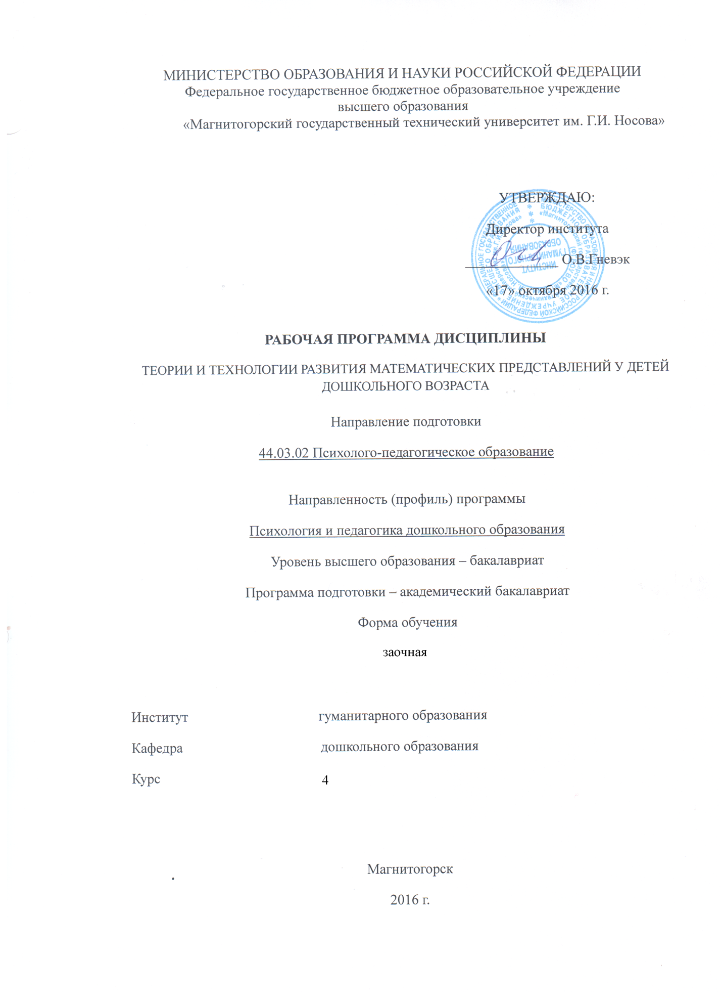 МИНИСТЕРСТВО ОБРАЗОВАНИЯ И НАУКИ РОССИЙСКОЙ ФЕДЕРАЦИИ
Федеральное государственное бюджетное образовательное учреждение
высшего образования
«Магнитогорский государственный технический университет им. Г.И. Носова»
УТВЕРЖДАЮ:
Директор института
О.В.Гневэк
«17» октября 2016 г.
ИНСТИТУТ
ГУМАНИТАРНОГО
ОБРАЗОВАНИЯ
РАБОЧАЯ ПРОГРАММА ДИСЦИПЛИНЫ
ТЕОРИИ И ТЕХНОЛОГИИ РАЗВИТИЯ МАТЕМАТИЧЕСКИХ ПРЕДСТАВЛЕНИЙ У ДЕТЕЙ
ДОШКОЛЬНОГО ВОЗРАСТА
Направление подготовки
44.03.02 Психолого-педагогическое образование
Направленность (профиль) программы
Психология и педагогика дошкольного образования
Уровень высшего образования – бакалавриат
Программа подготовки – академический бакалавриат
Форма обучения
заочная
Институт гуманитарного образования
Кафедра дошкольного образования
Курс 4
Магнитогорск
2016 г.